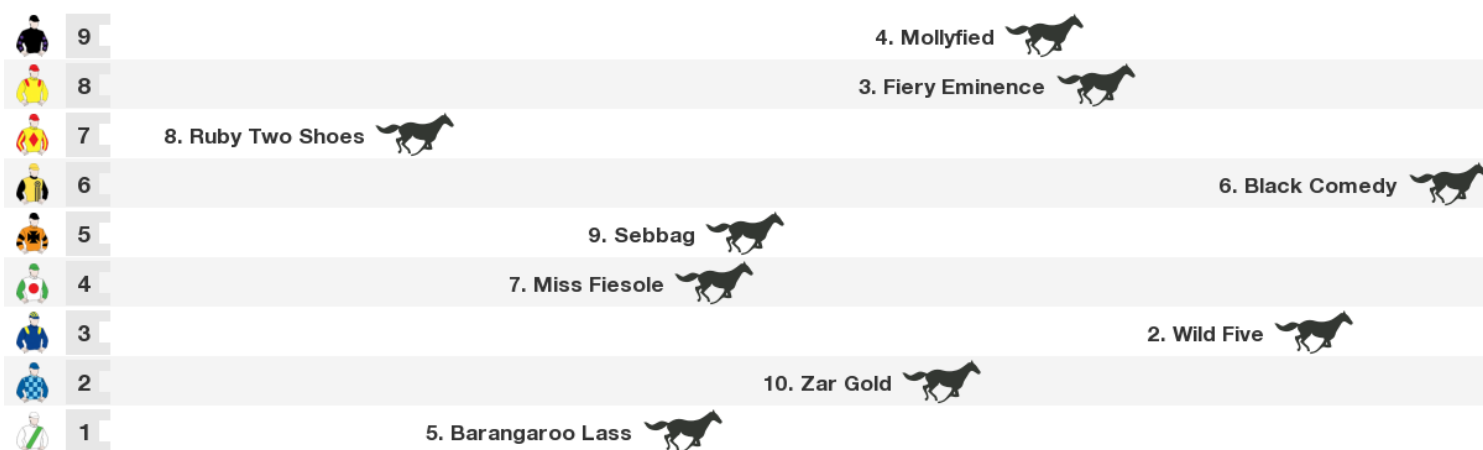 9 4. Mollyfied
8 3. Fiery Eminence
7 8. Ruby Two Shoes
6 6. Black Comedy
5 9. Sebbag
4 7. Miss Fiesole
3 2. Wild Five
2 10. Zar Gold
1 5. Barangaroo Lass